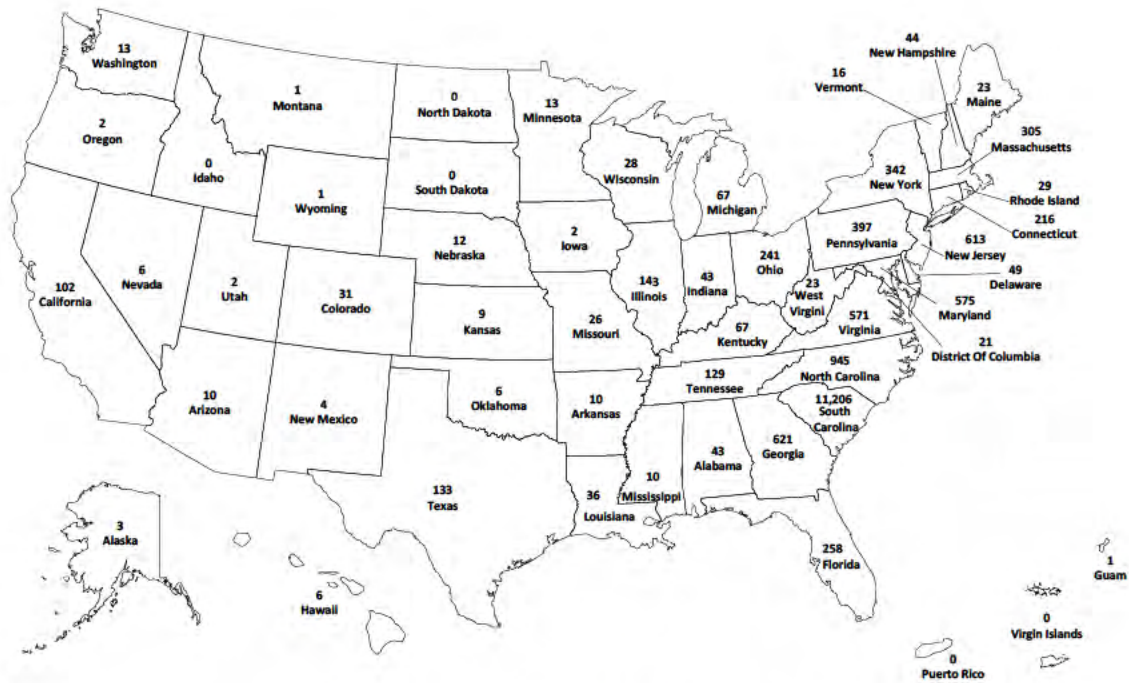 44
New Hampshire
13
Washington
16
Vermont
1
Montana
0
North Dakota
13
Minnesota
23
Maine
2
Oregon
305
Massachusetts
0
Idaho
0
South Dakota
28
Wisconsin
342
New York
29
Rhode Island
1
Wyoming
67
Michigan
216
Connecticut
397
Pennsylvania
613
New Jersey
12
Nebraska
2
Iowa
241
Ohio
49
Delaware
6
Nevada
2
Utah
102
California
31
Colorado
143
Illinois
43
Indiana
23
West
Virgini
575
Maryland
9
Kansas
26
Missouri
571
Virginia
67
Kentucky
21
District Of Columbia
945
North Carolina
129
Tennessee
10
Arizona
4
New Mexico
6
Oklahoma
10
Arkansas
11,206
South
Carolina
621
Georgia
43
Alabama
10
Mississippi
133
Texas
36
Louisiana
3
Alaska
258
Florida
1
Guam
6
Hawaii
0
Virgin Islands
0
Puerto Rico